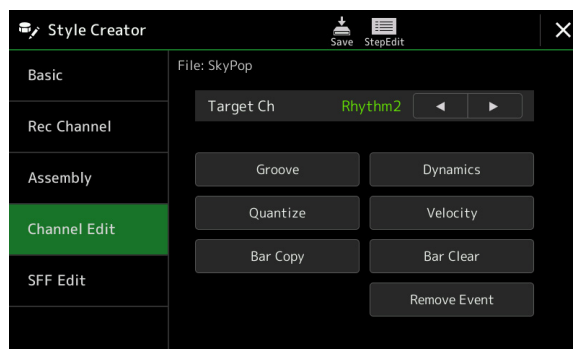 Style Creator
Save StepEdit
Basic
Rec Channel
Assembly
Channel Edit
SFF Edit
File: SkyPop
Target Ch Rhythm2
Groove Dynamics
Quantize Velocity
Bar Copy Bar Clear
Remove Event